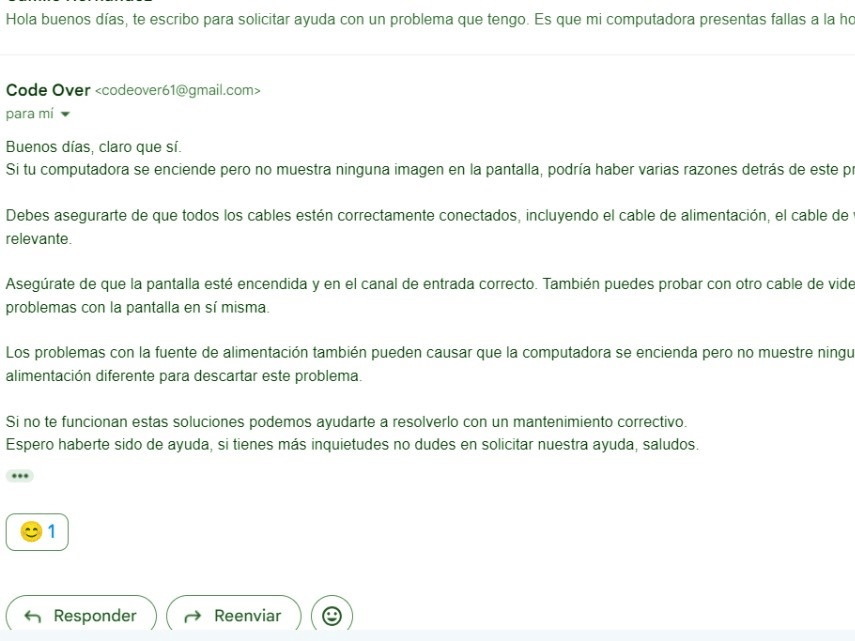 Hola buenos días, te escribo para solicitar ayuda con un problema que tengo. Es que mi computadora presentas fallas a la
Code Over <codeover61@gmail.com>
para mí
Buenos días, claro que sí.
Si tu computadora se enciende pero no muestra ninguna imagen en la pantalla, podría haber varias razones detrás de este
Debes asegurarte de que todos los cables estén correctamente conectados, incluyendo el cable de alimentación, el cable de
relevante.
Asegúrate de que la pantalla esté encendida y en el canal de entrada correcto. También puedes probar con otro cable de
problemas con la pantalla en sí misma.
Los problemas con la fuente de alimentación también pueden causar que la computadora se encienda pero no muestre
alimentación diferente para descartar este problema.
Si no te funcionan estas soluciones podemos ayudarte a resolverlo con un mantenimiento correctivo.
Espero haberte sido de ayuda, si tienes más inquietudes no dudes en solicitar nuestra ayuda, saludos.
1
Responder
Reenviar